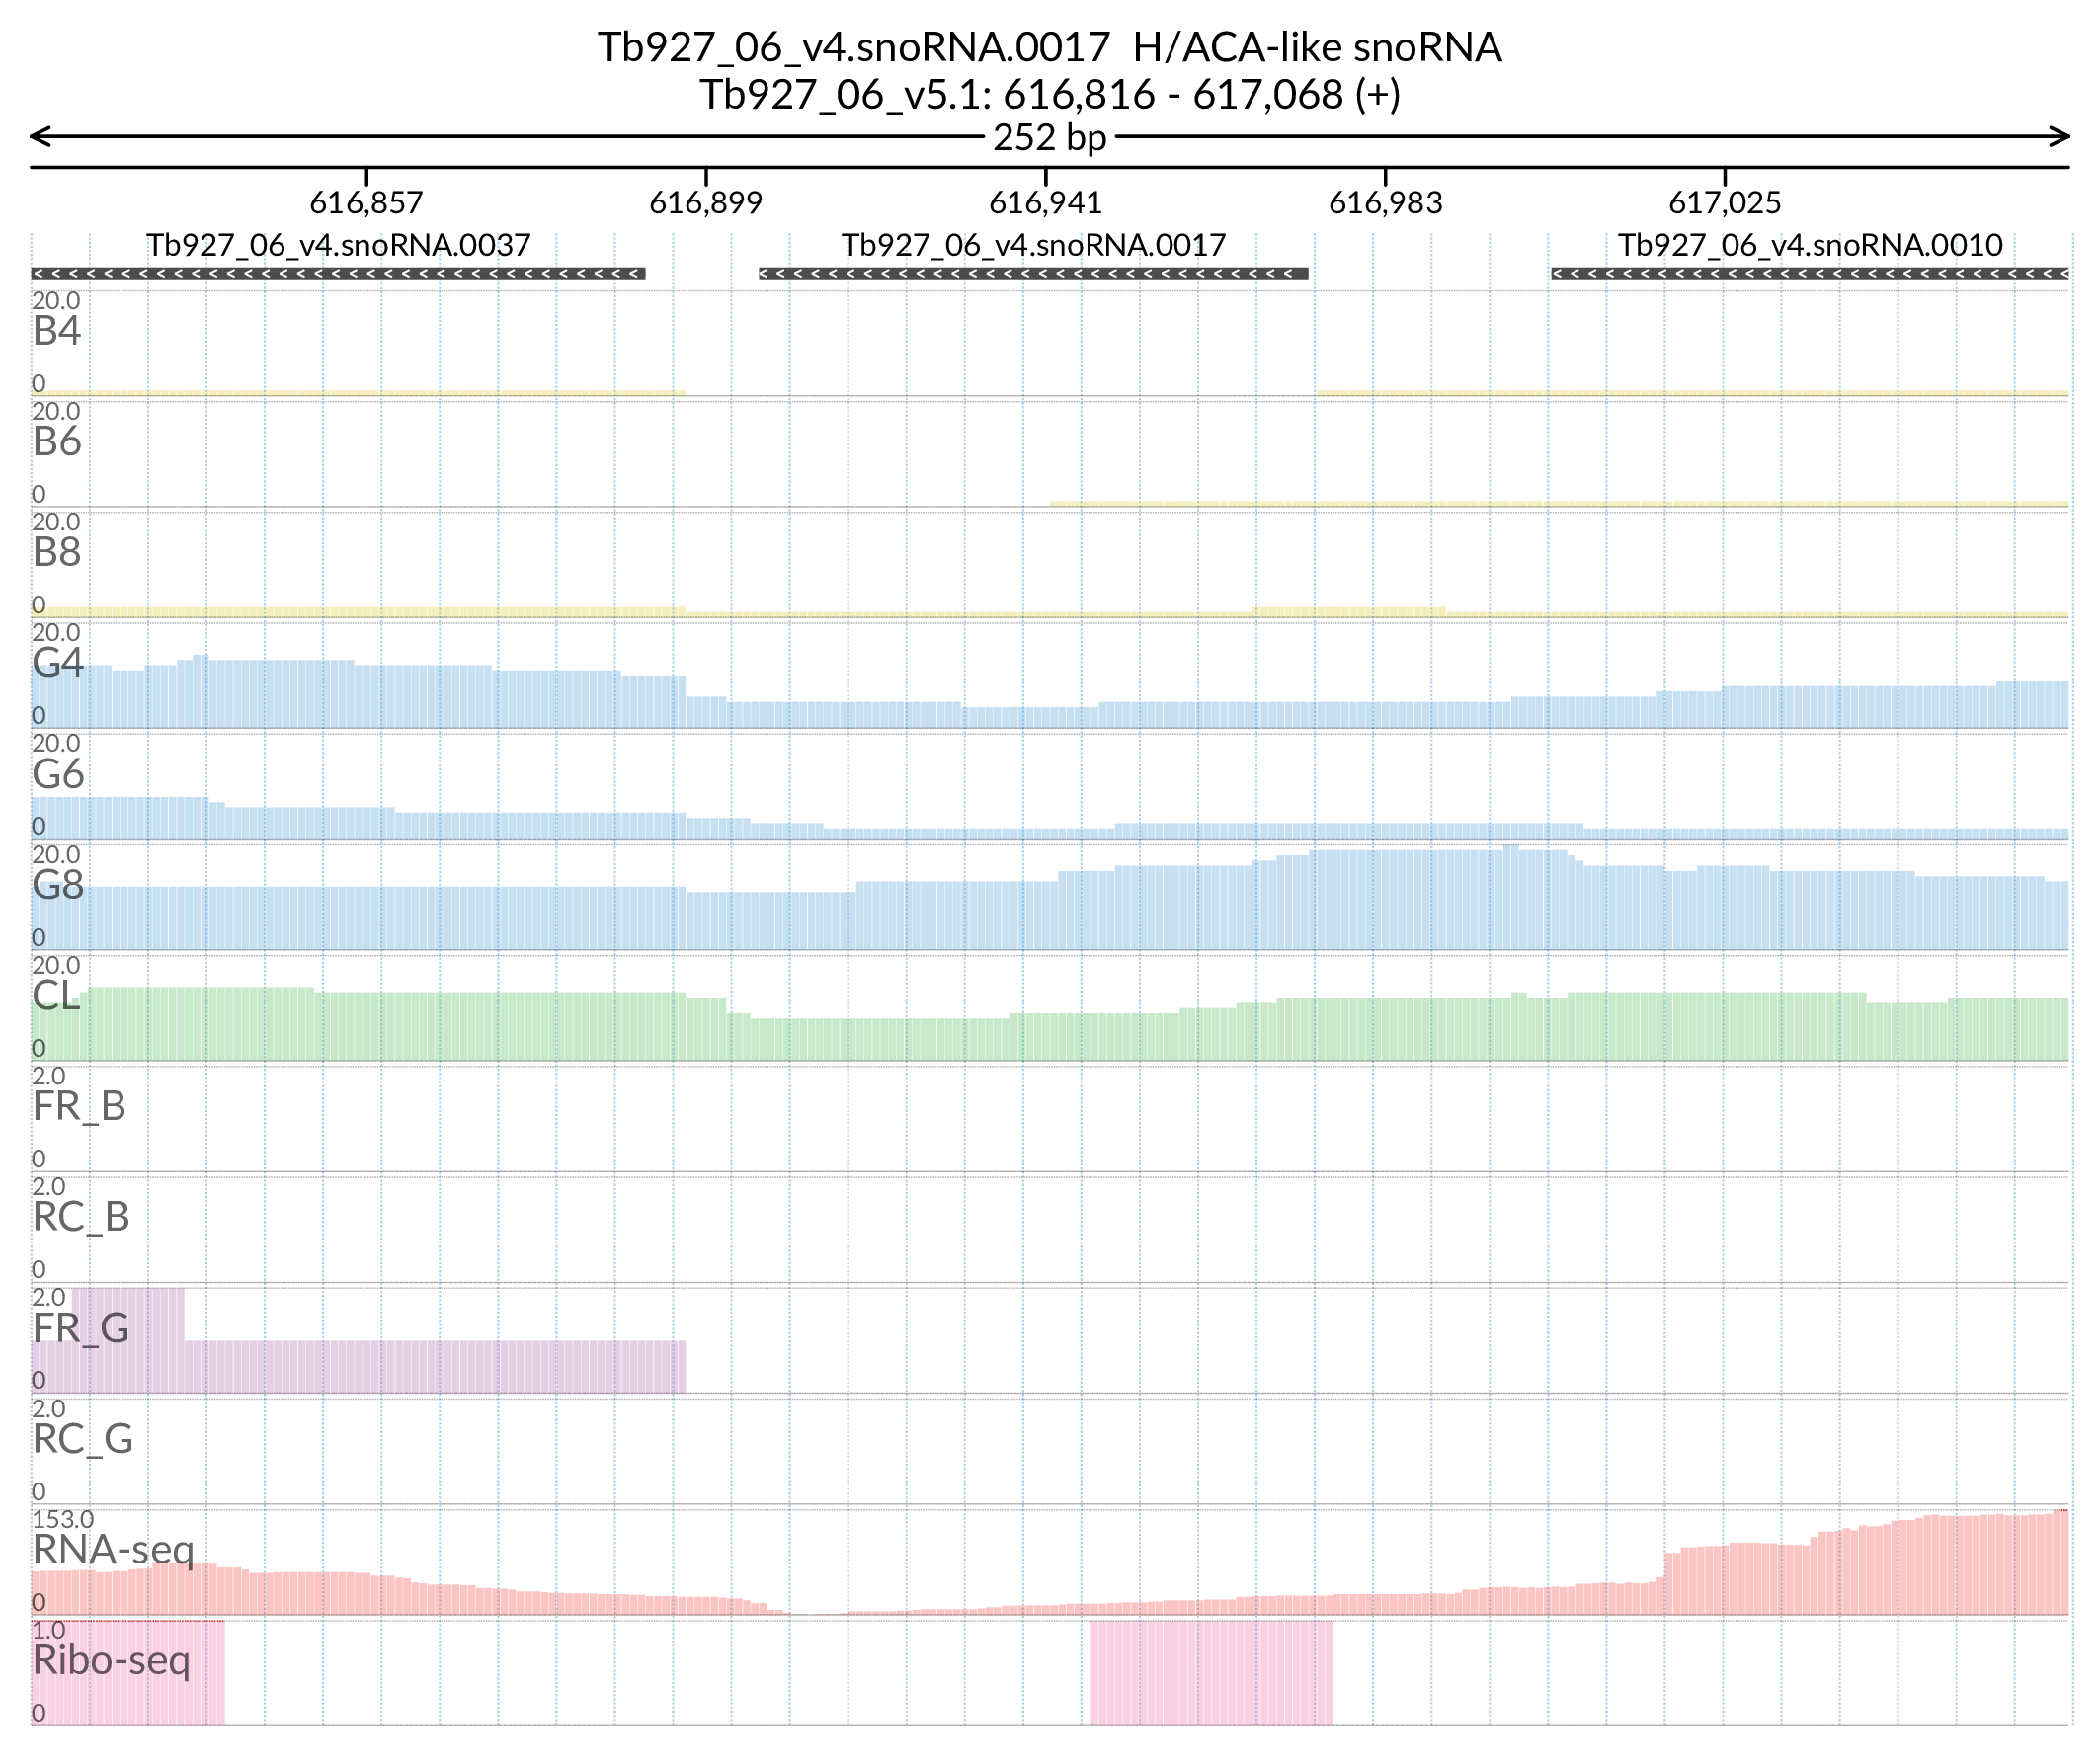 Tb927_06_v4.snoRNA.0017 H/ACA-like snoRNA
Tb927_06_v5.1: 616,816 - 617,068 (+)
252 bp
616,857 616,899 616,941 616,983 617,025
Tb927_06_v4.snoRNA.0037 Tb927_06_v4.snoRNA.0017 Tb927_06_v4.snoRNA.0010
20.0
B4
0
20.0
B6
0
20.0
B8
0
20.0
G4
0
20.0
G6
0
20.0
G8
0
20.0
CL
0
2.0
FR_B
0
2.0
RC_B
0
2.0
FR_G
0
2.0
RC_G
0
153.0
RNA-seq
0
1.0
Ribo-seq
0